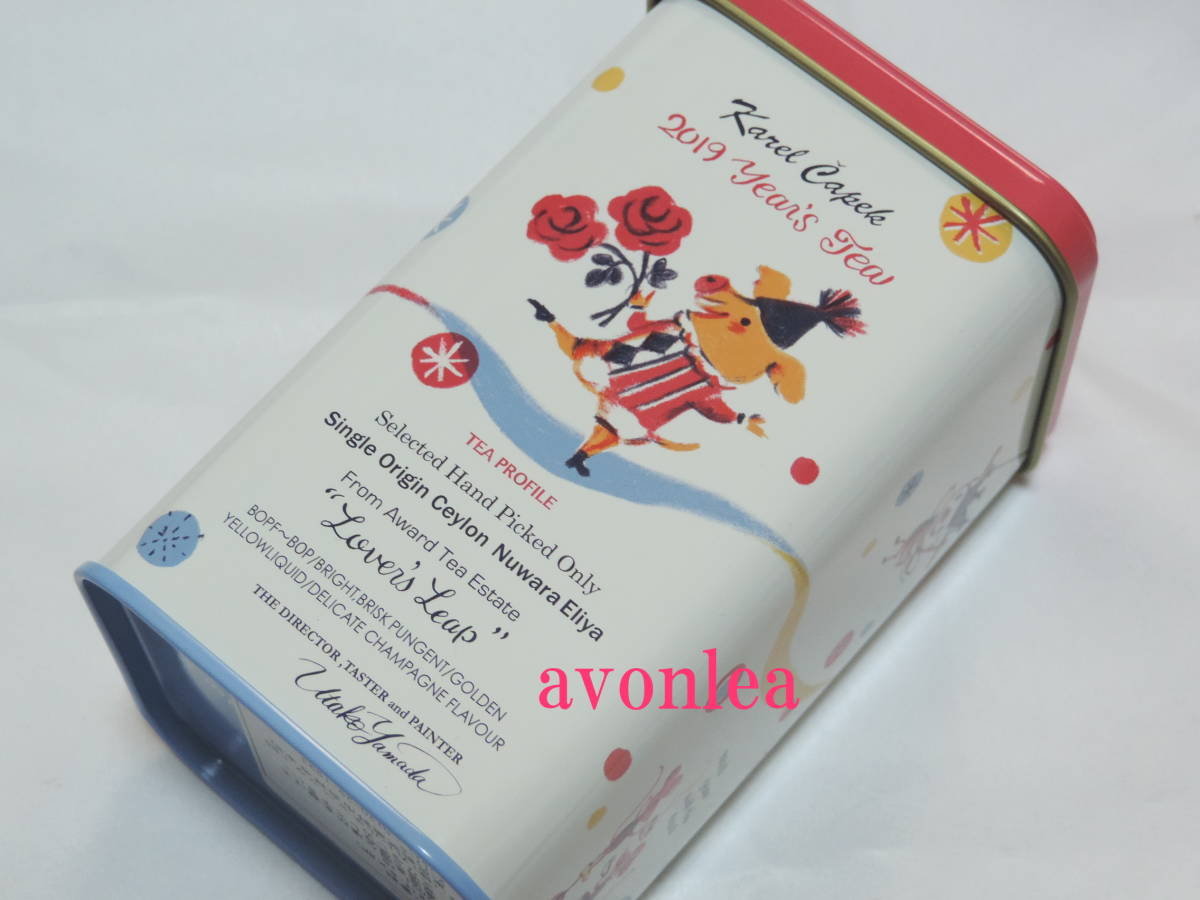 Karel Čapek
2019 Year's Tea
TEA PROFILE
Selected Hand Picked Only
Single Origin Ceylon Nuwara Eliya
From Award Tea Estate
“Lover's Leap”
BOPF~BOP/BRIGHT,BRISK PUNGENT/GOLDEN
YELLOWLIQUID/DELICATE CHAMPAGNE FLAVOUR
THE DIRECTOR ,TASTER and PAINTER
Utako Yamada
avonlea